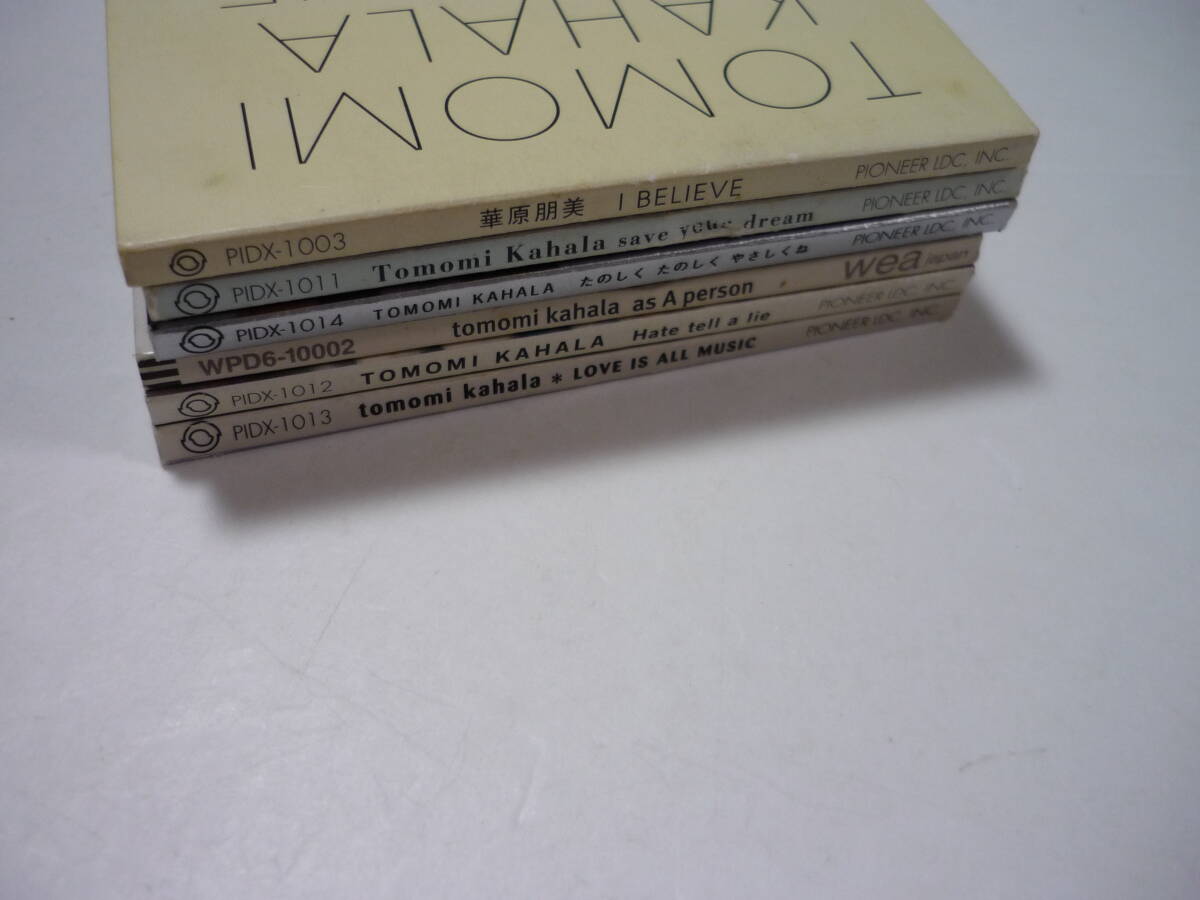 TOMOMI
KAHALA
PIDX-1003 華原朋美 I BELIEVE PIONEER LDC, INC.
PIDX-1011 Tomomi Kahala save your dream PIONEER LDC, INC.
PIDX-1014 TOMOMI KAHALA たのしく たのしく やさしくね PIONEER LDC, INC.
WPD6-10002 tomomi kahala as A person wea japan
PIDX-1012 TOMOMI KAHALA Hate tell a lie PIONEER LDC, INC.
PIDX-1013 tomomi kahala * LOVE IS ALL MUSIC PIONEER LDC, INC.